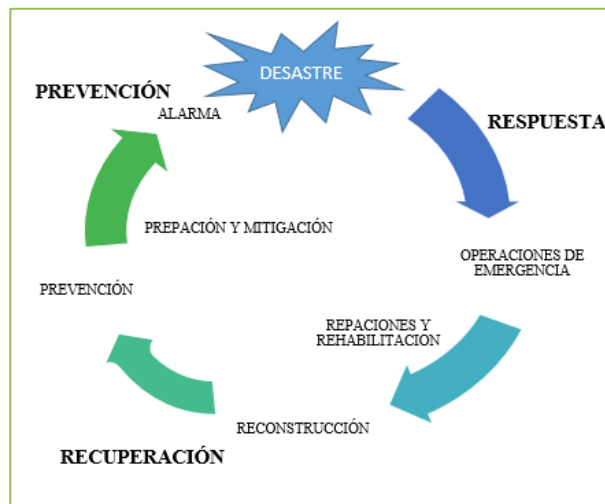 DESASTRE
PREVENCIÓN
ALARMA
RESPUESTA
PREPACIÓN Y MITIGACIÓN
OPERACIONES DE
EMERGENCIA
PREVENCIÓN
REPACIONES Y
REHABILITACION
RECONSTRUCCIÓN
RECUPERACIÓN